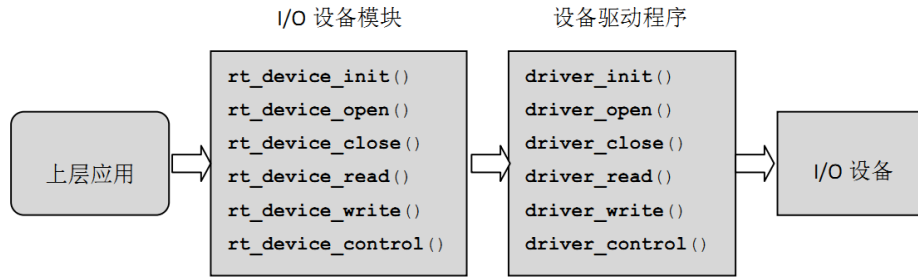 I/O 设备模块
设备驱动程序
上层应用
rt_device_init()
rt_device_open()
rt_device_close()
rt_device_read()
rt_device_write()
rt_device_control()
driver_init()
driver_open()
driver_close()
driver_read()
driver_write()
driver_control()
I/O 设备